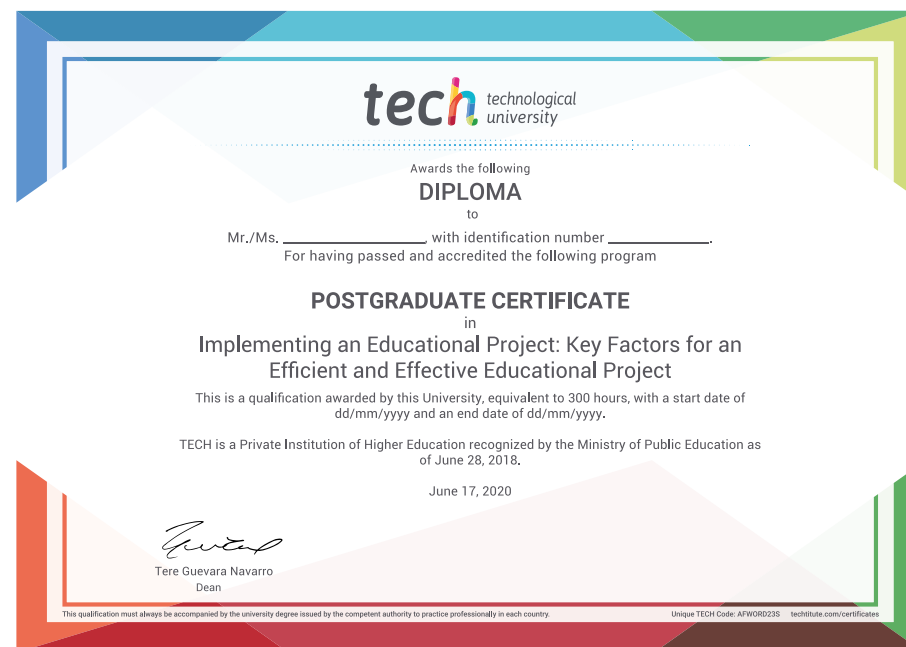 tech technological
university
Awards the following
DIPLOMA
to
Mr./Ms. ____________________, with identification number ______________.
For having passed and accredited the following program
POSTGRADUATE CERTIFICATE
in
Implementing an Educational Project: Key Factors for an
Efficient and Effective Educational Project
This is a qualification awarded by this University, equivalent to 300 hours, with a start date of
dd/mm/yyyy and an end date of dd/mm/yyyy.
TECH is a Private Institution of Higher Education recognized by the Ministry of Public Education as
of June 28, 2018.
June 17, 2020
Tere Guevara Navarro
Dean
This qualification must always be accompanied by the university degree issued by the competent authority to practice professionally in each country. Unique TECH Code: AFWORD23S techtitute.com/certificates